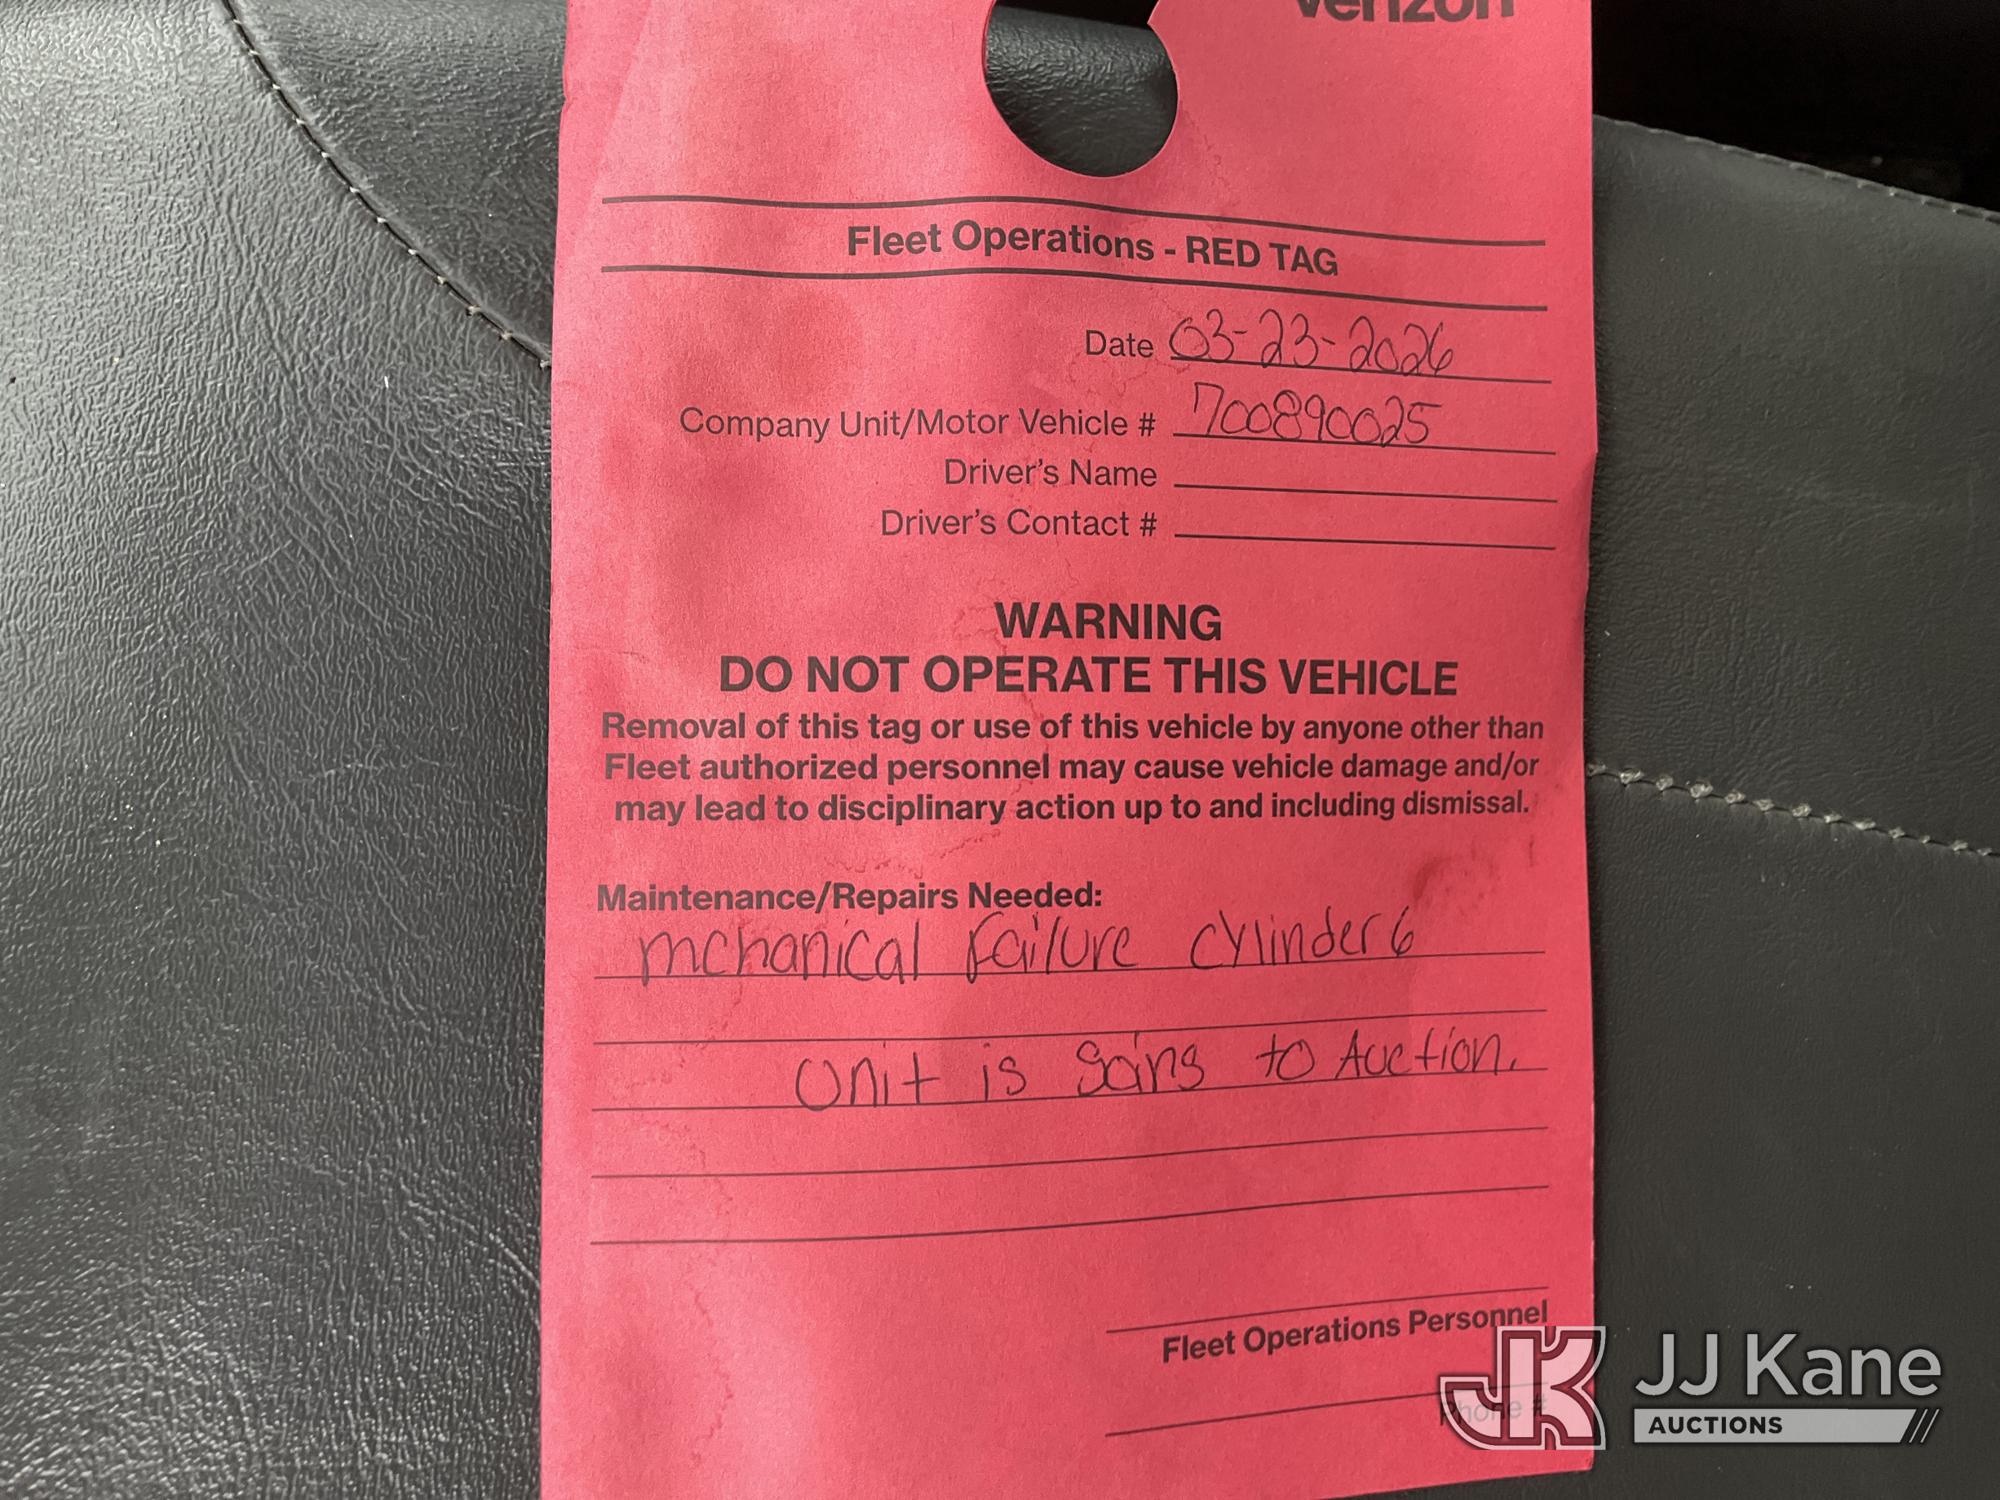 verizon
Fleet Operations - RED TAG
Date 03-23-2026
Company Unit/Motor Vehicle # 700890025
Driver's Name
Driver's Contact #
WARNING
DO NOT OPERATE THIS VEHICLE
Removal of this tag or use of this vehicle by anyone other than
Fleet authorized personnel may cause vehicle damage and/or
may lead to disciplinary action up to and including dismissal.
Maintenance/Repairs Needed:
mchanical failure cylinder 6
Unit is going to Auction.
Fleet Operations Personnel
Phone #
JK JJ Kane
AUCTIONS